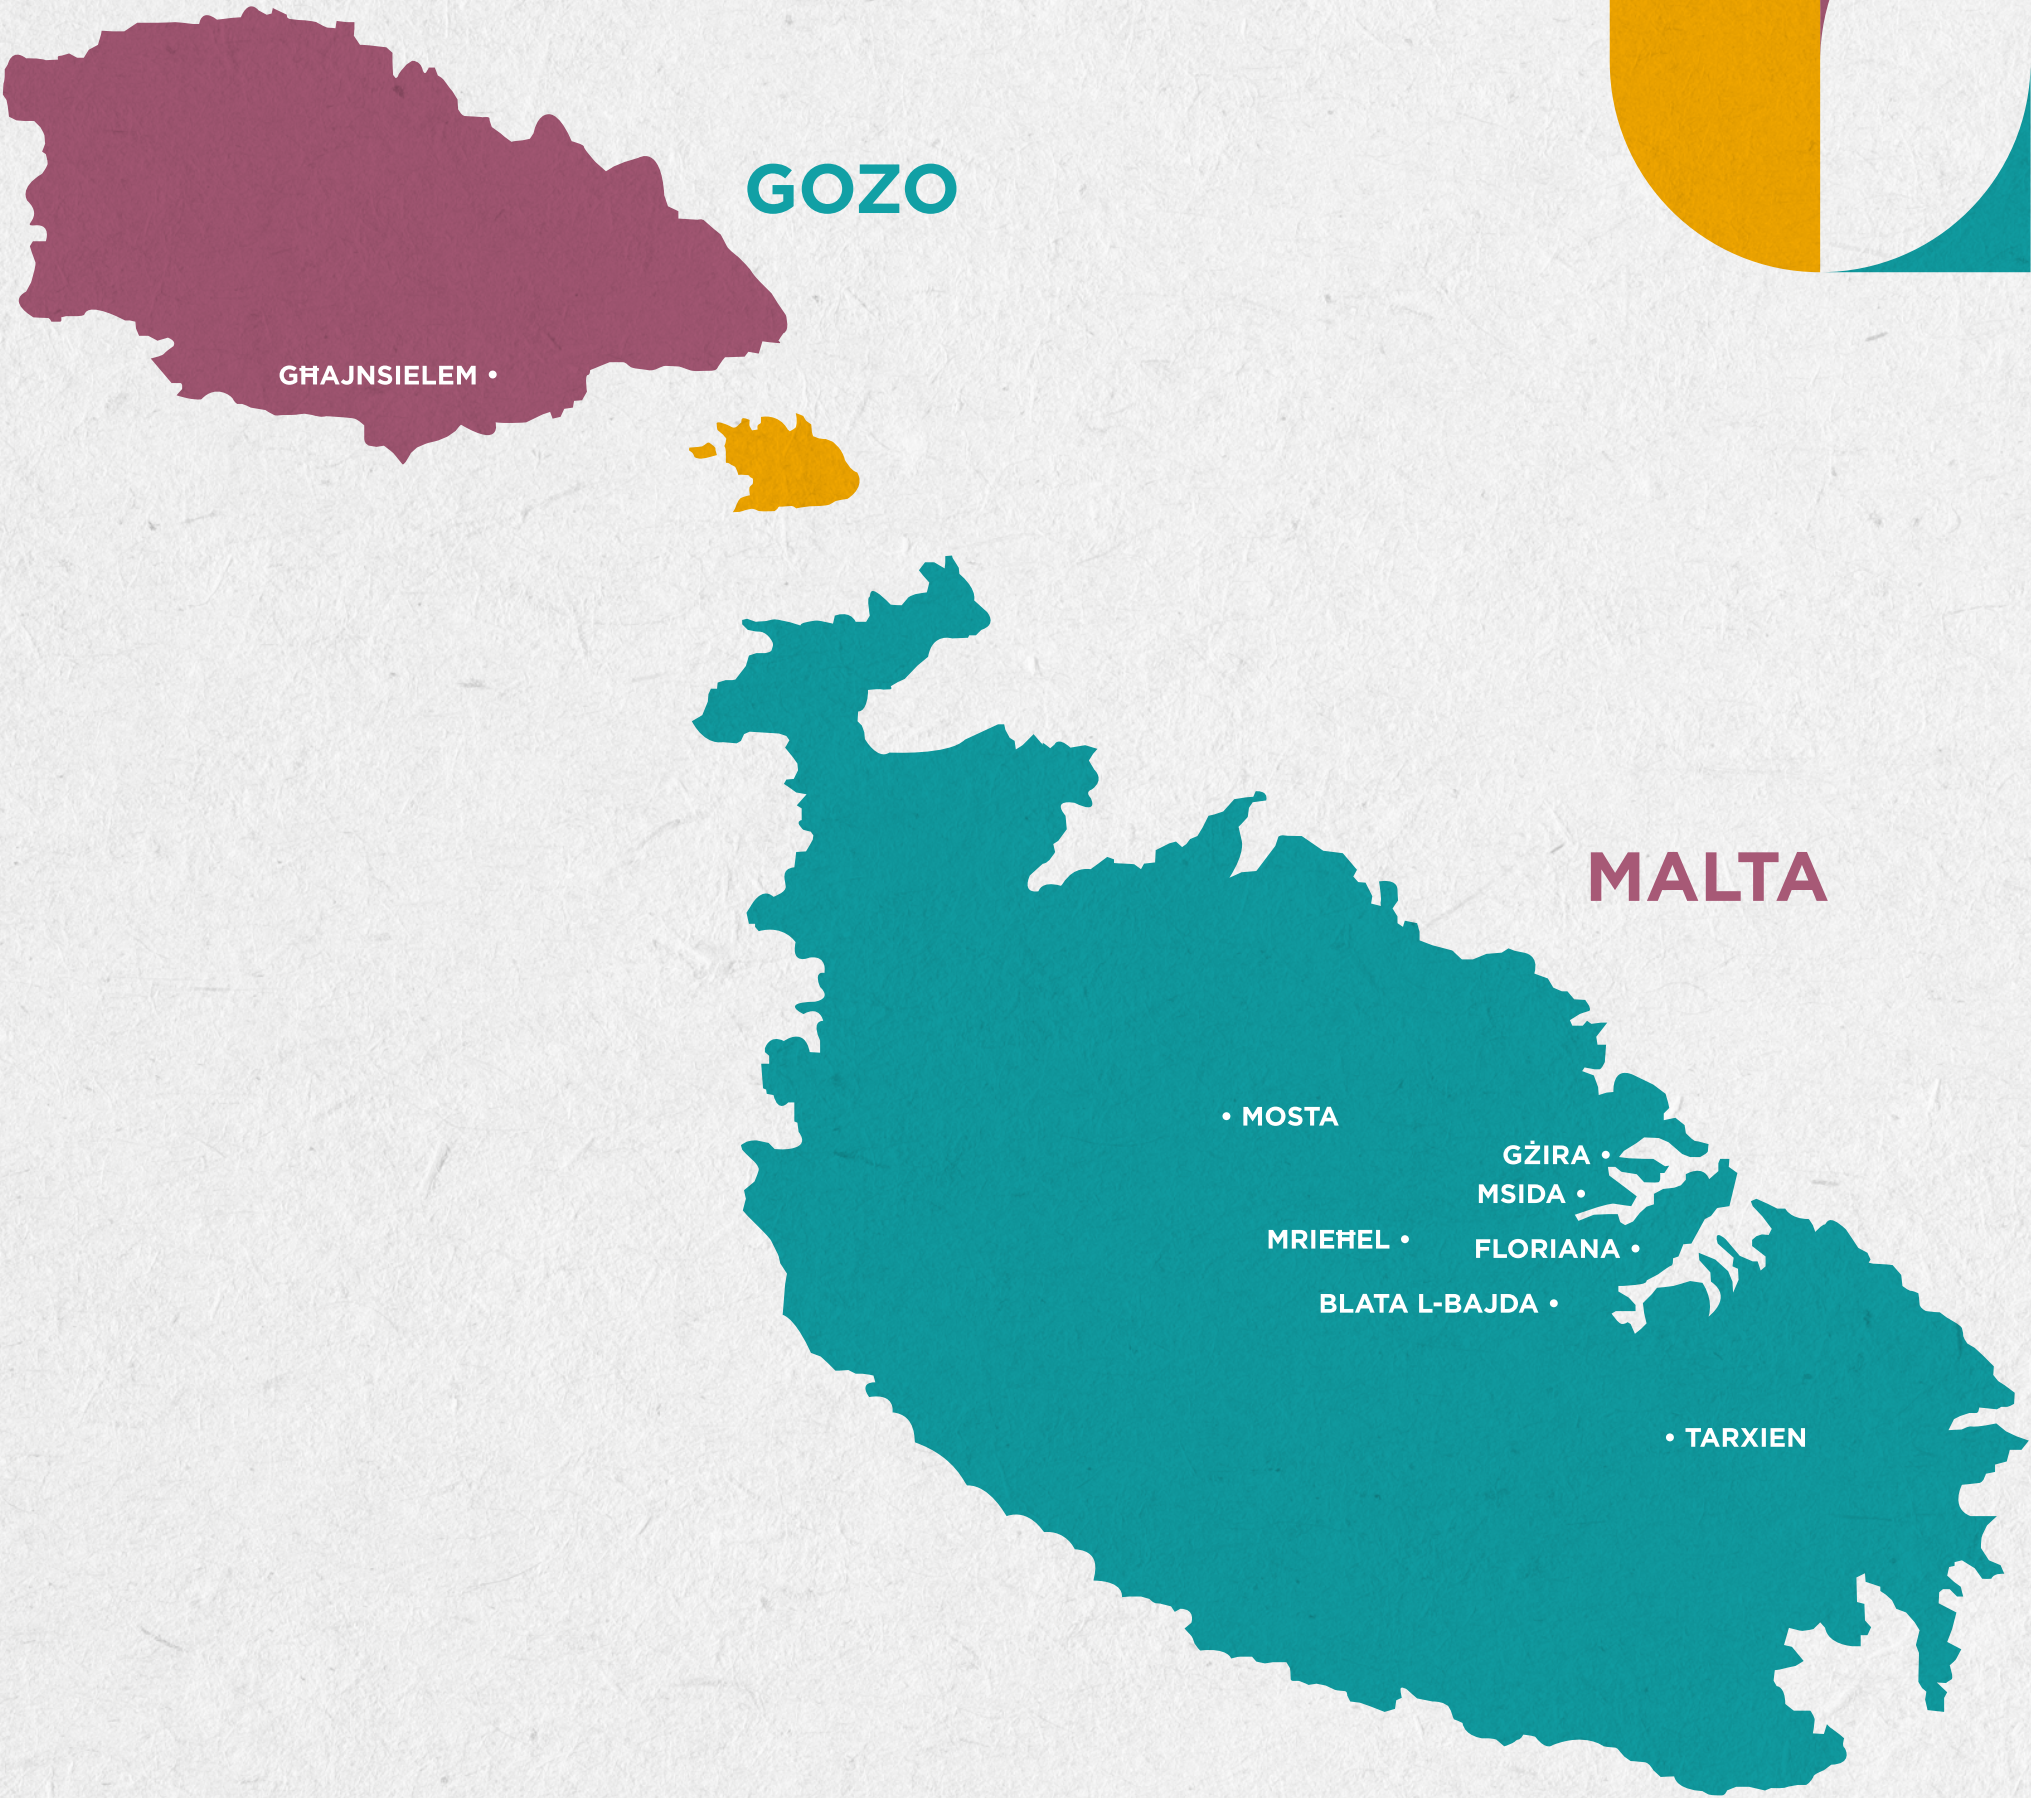 GOZO
GĦAJNSIELEM
MALTA
MOSTA
GŻIRA
MSIDA
MRIEĦEL
FLORIANA
BLATA L-BAJDA
TARXIEN